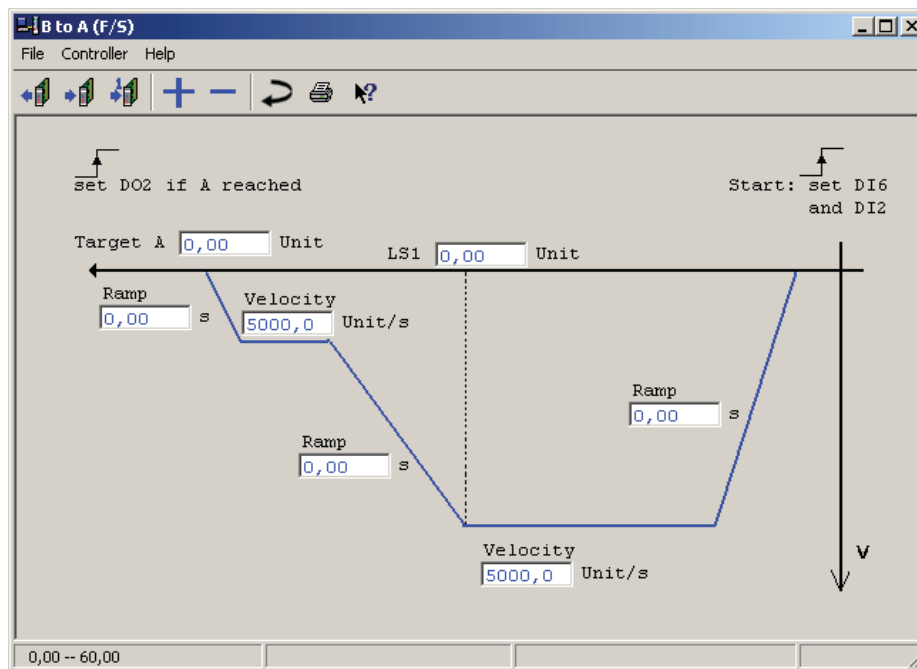 B to A (F/S)
File Controller Help
set DO2 if A reached
Start: set DI6
and DI2
Target A 0,00 Unit
LS1 0,00 Unit
Ramp
0,00 s
Velocity
5000,0 Unit/s
Ramp
0,00 s
Ramp
0,00 s
Velocity
5000,0 Unit/s
V
0,00 -- 60,00